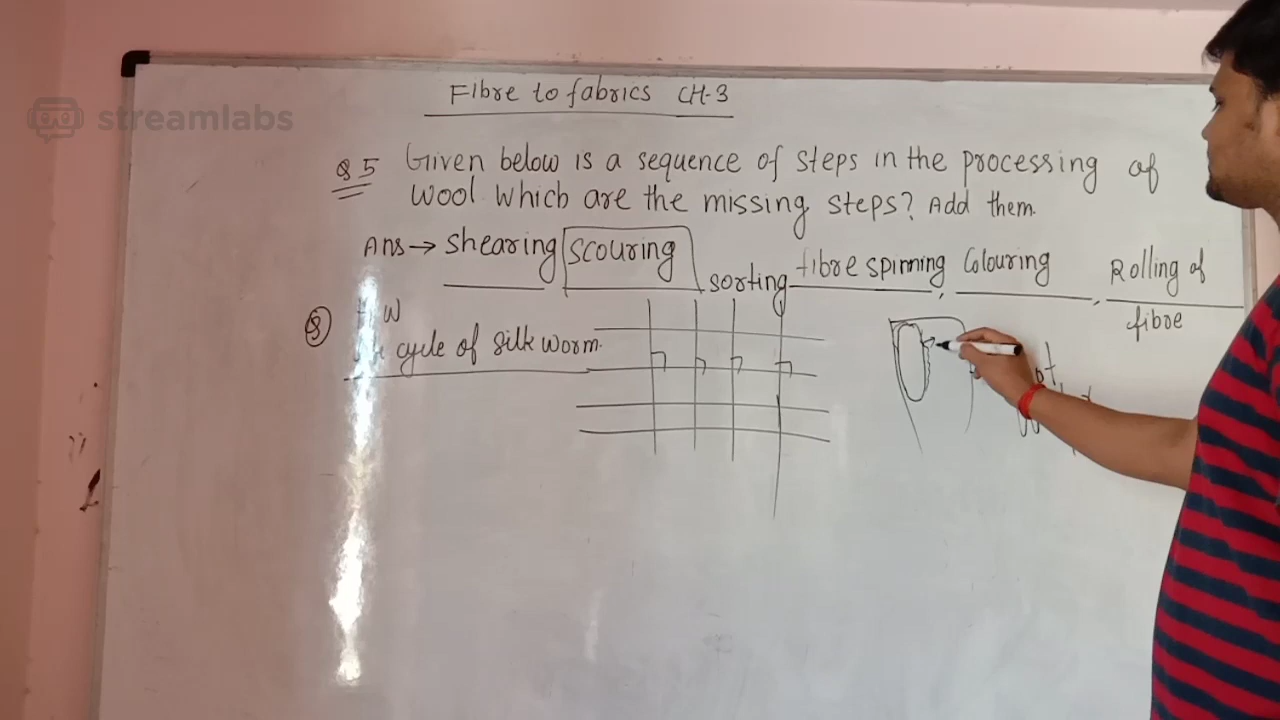 streamlabs
Fibre to fabrics CH-3
Q 5 Given below is a sequence of steps in the processing of
wool. Which are the missing steps? Add them.
Ans → shearing scouring sorting fibre spinning, Colouring, Rolling of
fibre
Q H W
cycle of silk worm.